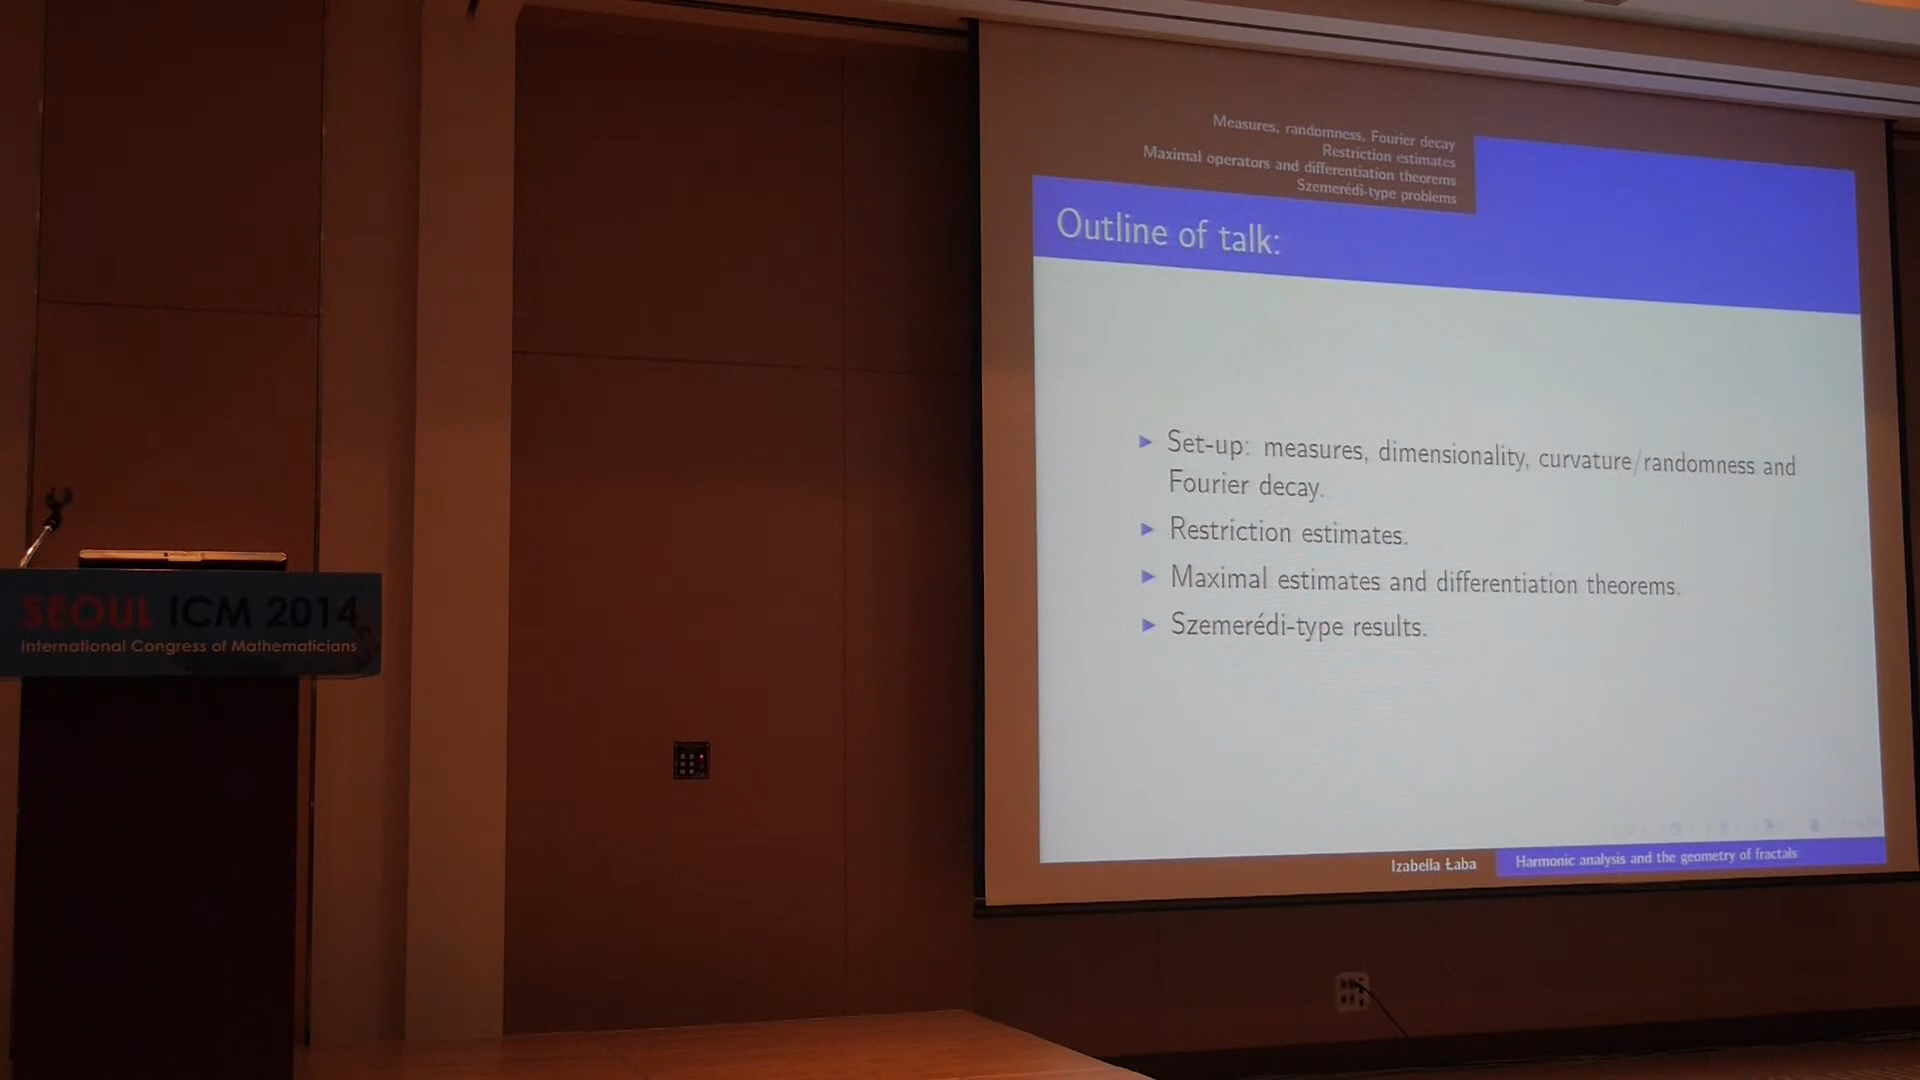 Measures, randomness, Fourier decay
Restriction estimates
Maximal operators and differentiation theorems
Szemerédi-type problems
Outline of talk:
Set-up: measures, dimensionality, curvature/randomness and
Fourier decay.
Restriction estimates.
Maximal estimates and differentiation theorems.
Szemerédi-type results.
Izabella Łaba
Harmonic analysis and the geometry of fractals
SEOUL ICM 2014
International Congress of Mathematicians